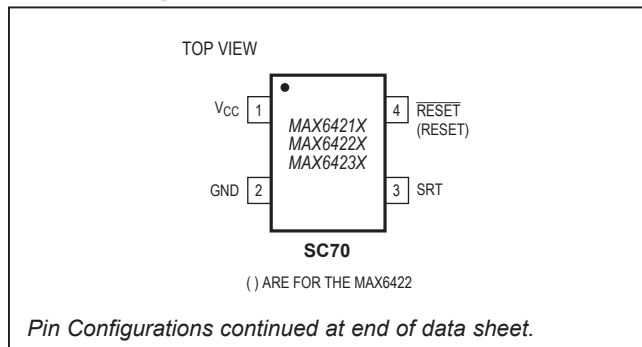 TOP VIEW
VCC 1
4 RESET
(RESET)
MAX6421X
MAX6422X
MAX6423X
GND 2
3 SRT
SC70
( ) ARE FOR THE MAX6422
Pin Configurations continued at end of data sheet.